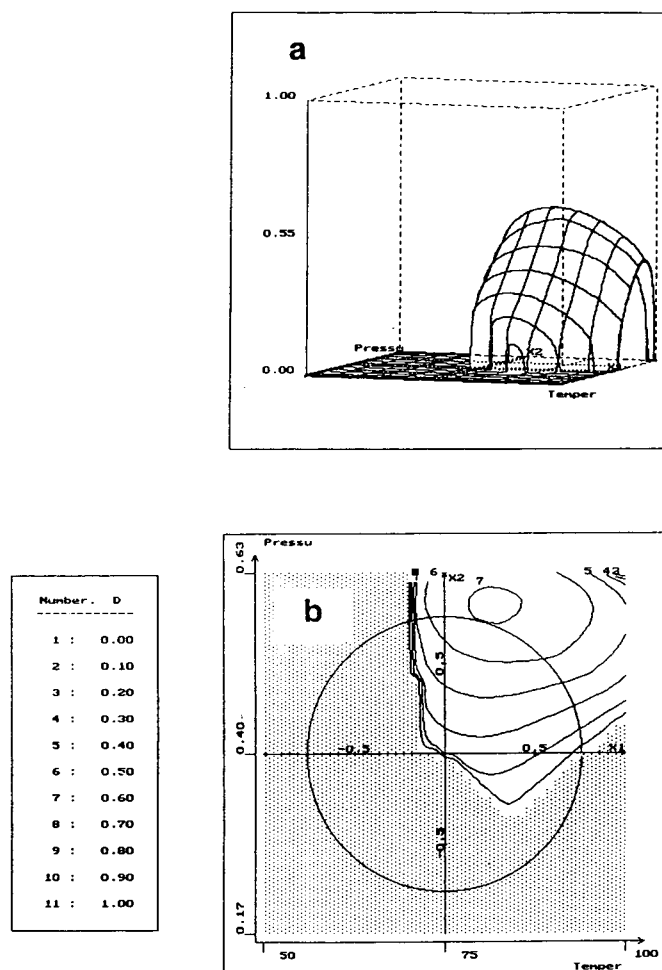 a
1.00
0.55
Pressu
X2
0.00
X1
Temper
Number. D
1 : 0.00
2 : 0.10
3 : 0.20
4 : 0.30
5 : 0.40
6 : 0.50
7 : 0.60
8 : 0.70
9 : 0.80
10 : 0.90
11 : 1.00
Pressu
0.63
6 X2 7 5 4 3
b
0.5
0.40
-0.5 0.5 X1
-0.5
0.17
50 75 100
Temper